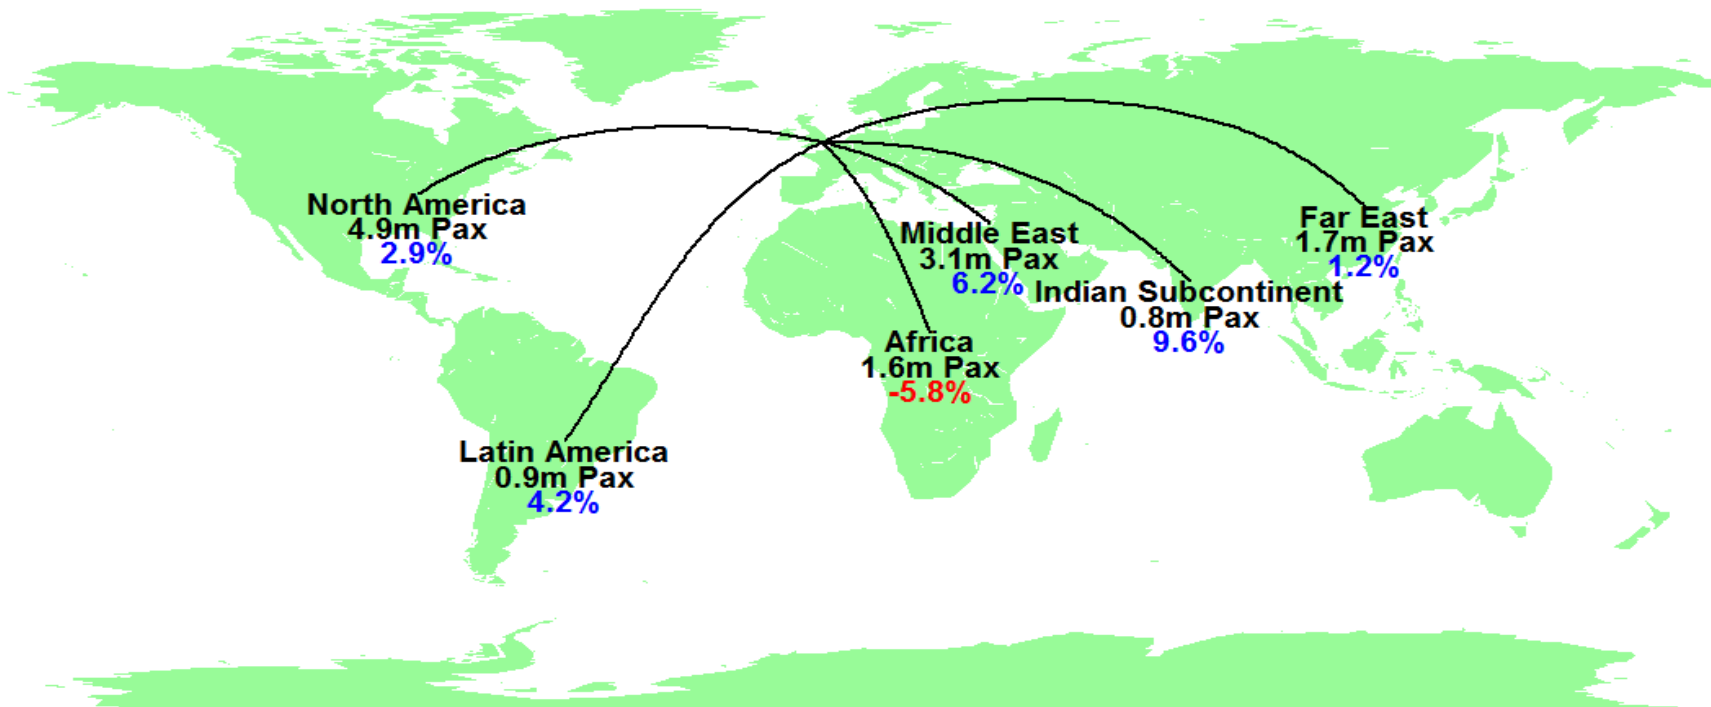 North America
4.9m Pax
2.9%
Far East
1.7m Pax
1.2%
Middle East
3.1m Pax
6.2%
Indian Subcontinent
0.8m Pax
9.6%
Africa
1.6m Pax
-5.8%
Latin America
0.9m Pax
4.2%